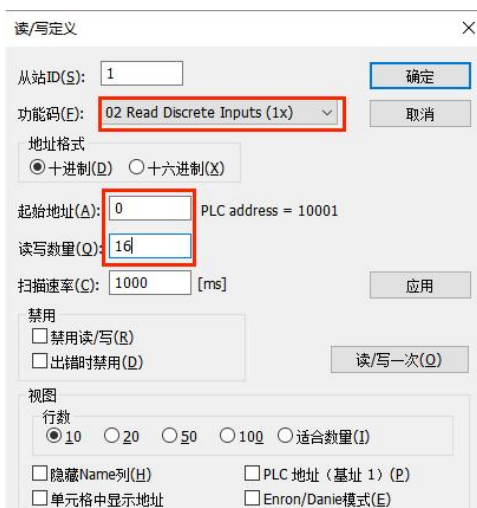 读/写定义
从站ID(S): 1 确定
功能码(F): 02 Read Discrete Inputs (1x) 取消
地址格式
十进制(D) 十六进制(X)
起始地址(A): 0 PLC address = 10001
读写数量(Q): 16
扫描速率(C): 1000 [ms] 应用
禁用
禁用读/写(R)
出错时禁用(D) 读/写一次(O)
视图
行数
10 20 50 100 适合数量(I)
隐藏Name列(H) PLC 地址（基址 1）(P)
单元格中显示地址 Enron/Danie模式(E)